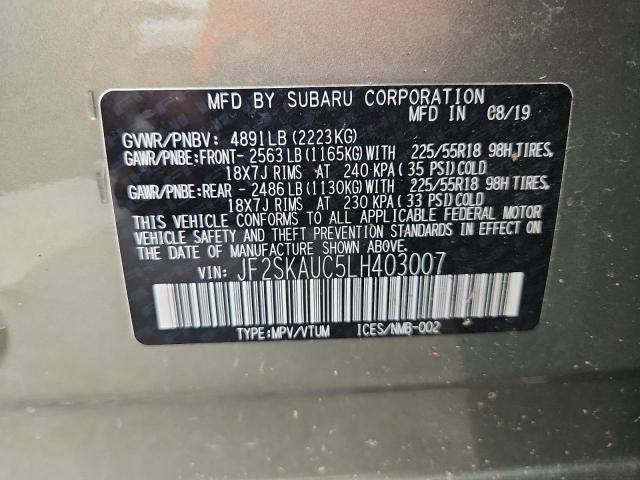 MFD BY SUBARU CORPORATION
MFD IN 08/19
GVWR/PNBV: 4891LB (2223KG)
GAWR/PNBE:FRONT- 2563LB (1165KG) WITH 225/55R18 98H TIRES,
18X7J RIMS AT 240 KPA (35 PSI) COLD
GAWR/PNBE:REAR -2486LB (1130KG) WITH 225/55R18 98H TIRES,
18X7J RIMS AT 230 KPA (33 PSI) COLD
THIS VEHICLE CONFORMS TO ALL APPLICABLE FEDERAL MOTOR
VEHICLE SAFETY AND THEFT PREVENTION STANDARDS IN EFFECT ON
THE DATE OF MANUFACTURE SHOWN ABOVE.
VIN: JF2SKAUC5LH403007
TYPE:MPV/VTUM ICES/NMB-002